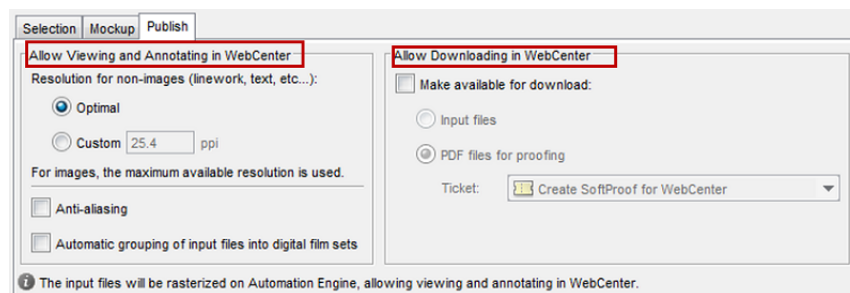 Selection Mockup Publish
Allow Viewing and Annotating in WebCenter
Resolution for non-images (linework, text, etc...):
Optimal
Custom 25.4 ppi
For images, the maximum available resolution is used.
Anti-aliasing
Automatic grouping of input files into digital film sets
Allow Downloading in WebCenter
Make available for download:
Input files
PDF files for proofing
Ticket: Create SoftProof for WebCenter
The input files will be rasterized on Automation Engine, allowing viewing and annotating in WebCenter.